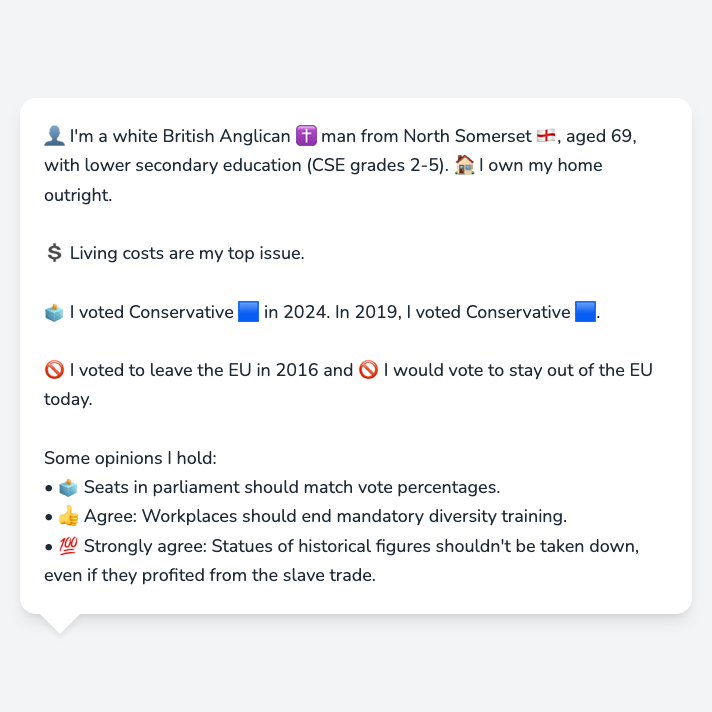 👤 I'm a white British Anglican ✝️ man from North Somerset 🏴󠁧󠁢󠁥󠁮󠁧󠁿, aged 69,
with lower secondary education (CSE grades 2-5). 🏠 I own my home
outright.
💲 Living costs are my top issue.
🗳️ I voted Conservative 🟦 in 2024. In 2019, I voted Conservative 🟦.
🚫 I voted to leave the EU in 2016 and 🚫 I would vote to stay out of the EU
today.
Some opinions I hold:
• 🗳️ Seats in parliament should match vote percentages.
• 👍 Agree: Workplaces should end mandatory diversity training.
• 💯 Strongly agree: Statues of historical figures shouldn't be taken down,
even if they profited from the slave trade.